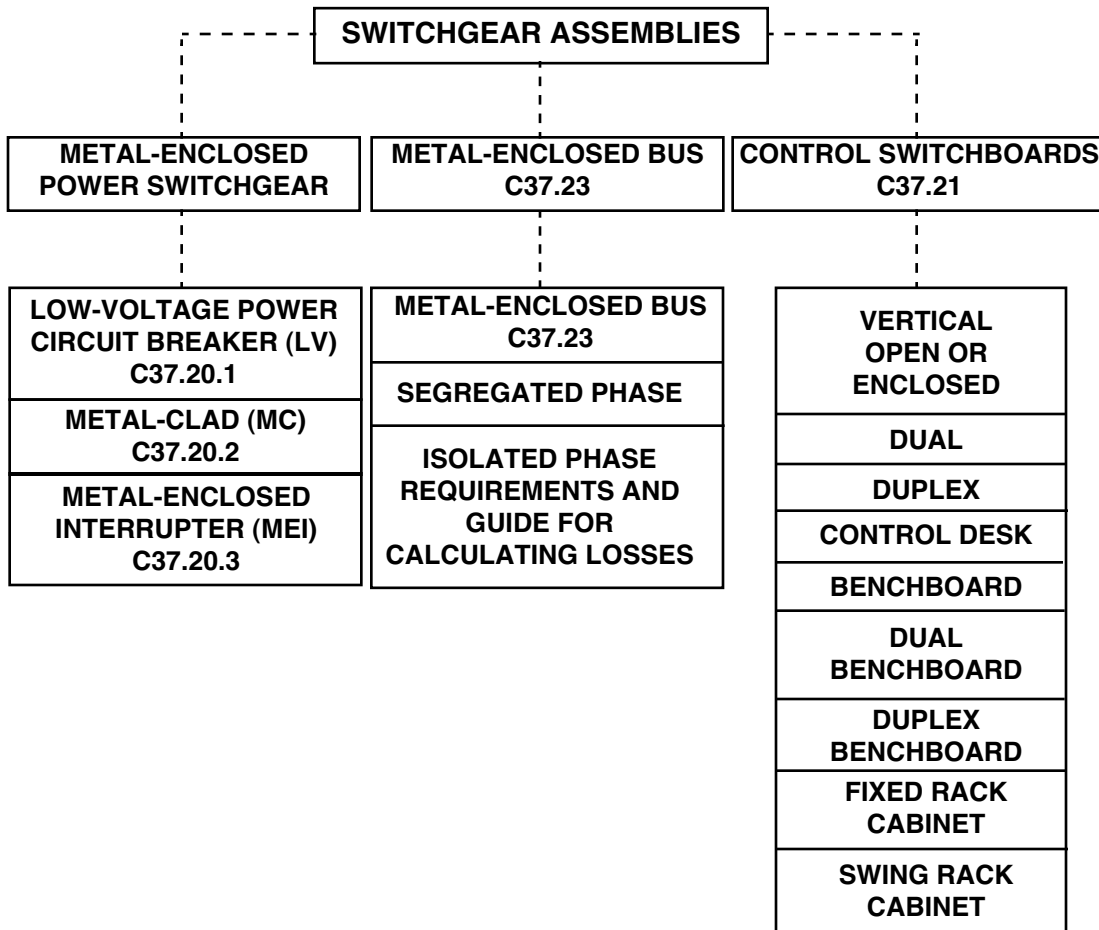 SWITCHGEAR ASSEMBLIES
METAL-ENCLOSED
POWER SWITCHGEAR
METAL-ENCLOSED BUS
C37.23
CONTROL SWITCHBOARDS
C37.21
LOW-VOLTAGE POWER
CIRCUIT BREAKER (LV)
C37.20.1
METAL-CLAD (MC)
C37.20.2
METAL-ENCLOSED
INTERRUPTER (MEI)
C37.20.3
METAL-ENCLOSED BUS
C37.23
SEGREGATED PHASE
ISOLATED PHASE
REQUIREMENTS AND
GUIDE FOR
CALCULATING LOSSES
VERTICAL
OPEN OR
ENCLOSED
DUAL
DUPLEX
CONTROL DESK
BENCHBOARD
DUAL
BENCHBOARD
DUPLEX
BENCHBOARD
FIXED RACK
CABINET
SWING RACK
CABINET